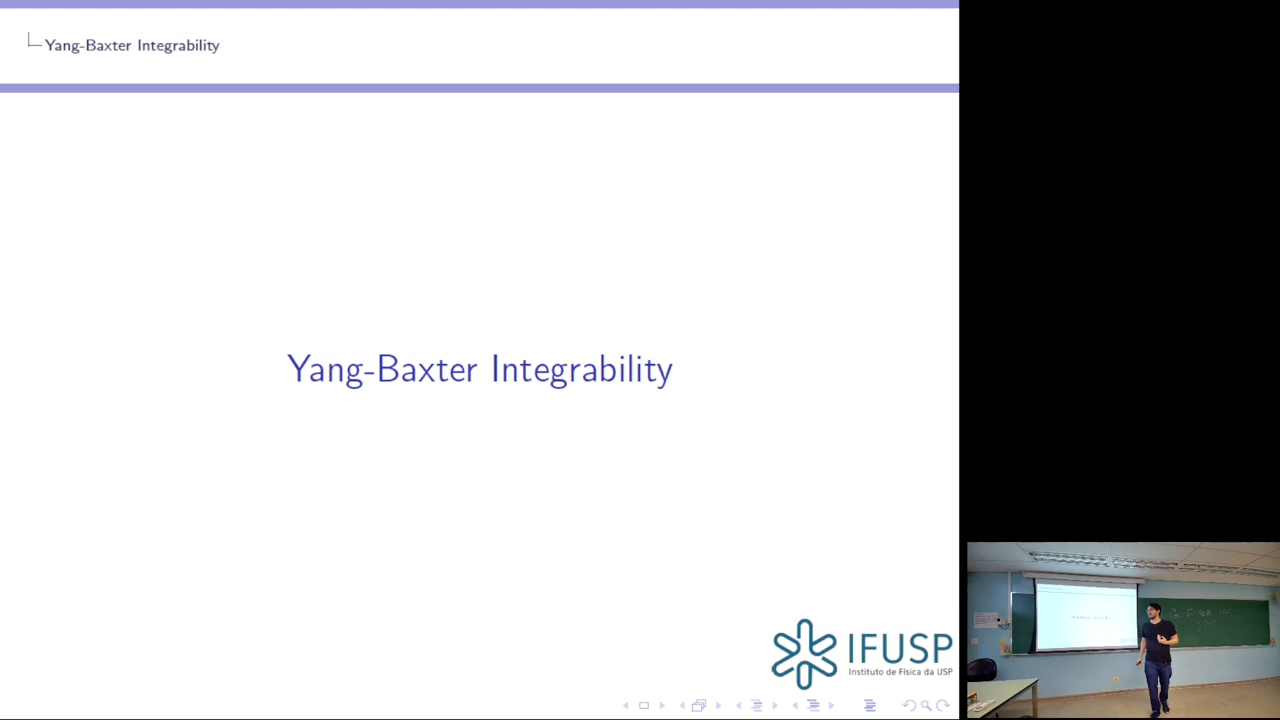 Yang-Baxter Integrability
Yang-Baxter Integrability
IFUSP
Instituto de Física da USP